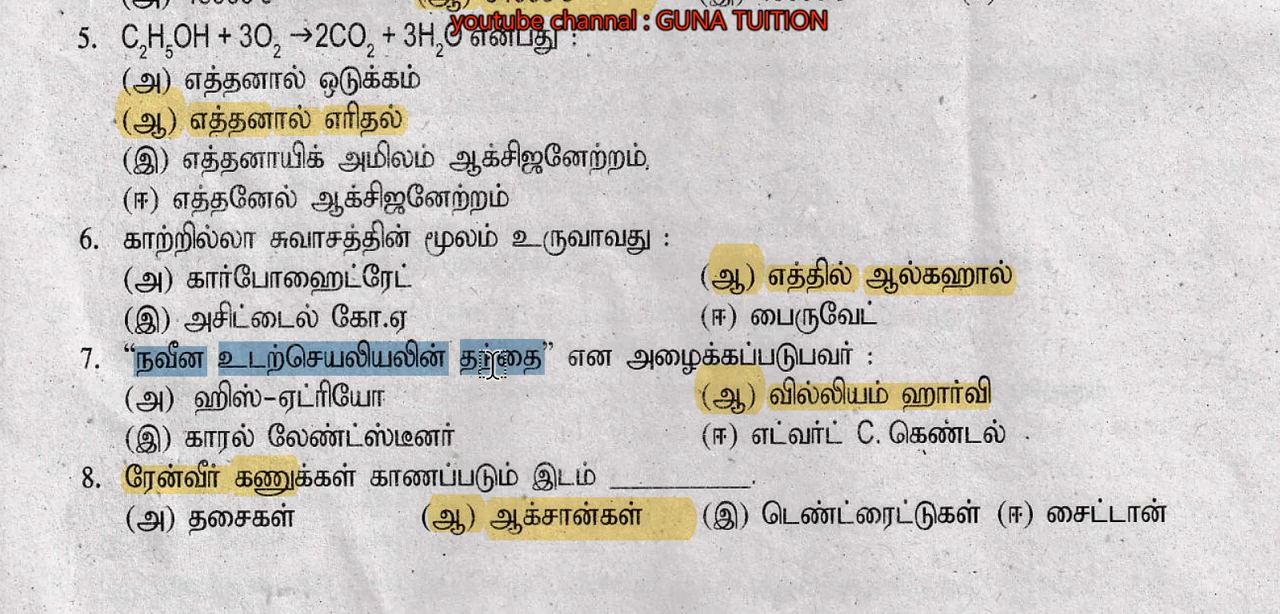 youtube channal : GUNA TUITION
5. C2H5OH + 3O2 →2CO2 + 3H2O என்பது :
(அ) எத்தனால் ஒடுக்கம்
(ஆ) எத்தனால் எரிதல்
(இ) எத்தனாயிக் அமிலம் ஆக்சிஜனேற்றம்
(ஈ) எத்தனேல் ஆக்சிஜனேற்றம்
6. காற்றில்லா சுவாசத்தின் மூலம் உருவாவது :
(அ) கார்போஹைட்ரேட் (ஆ) எத்தில் ஆல்கஹால்
(இ) அசிட்டைல் கோ.ஏ (ஈ) பைருவேட்
7. “நவீன உடற்செயலியலின் தந்தை” என அழைக்கப்படுபவர் :
(அ) ஹிஸ்-ஏட்ரியோ (ஆ) வில்லியம் ஹார்வி
(இ) காரல் லேண்ட்ஸ்டீனர் (ஈ) எட்வர்ட் C. கெண்டல்
8. ரேன்வீர் கணுக்கள் காணப்படும் இடம் __________.
(அ) தசைகள் (ஆ) ஆக்சான்கள் (இ) டெண்ட்ரைட்டுகள் (ஈ) சைட்டான்